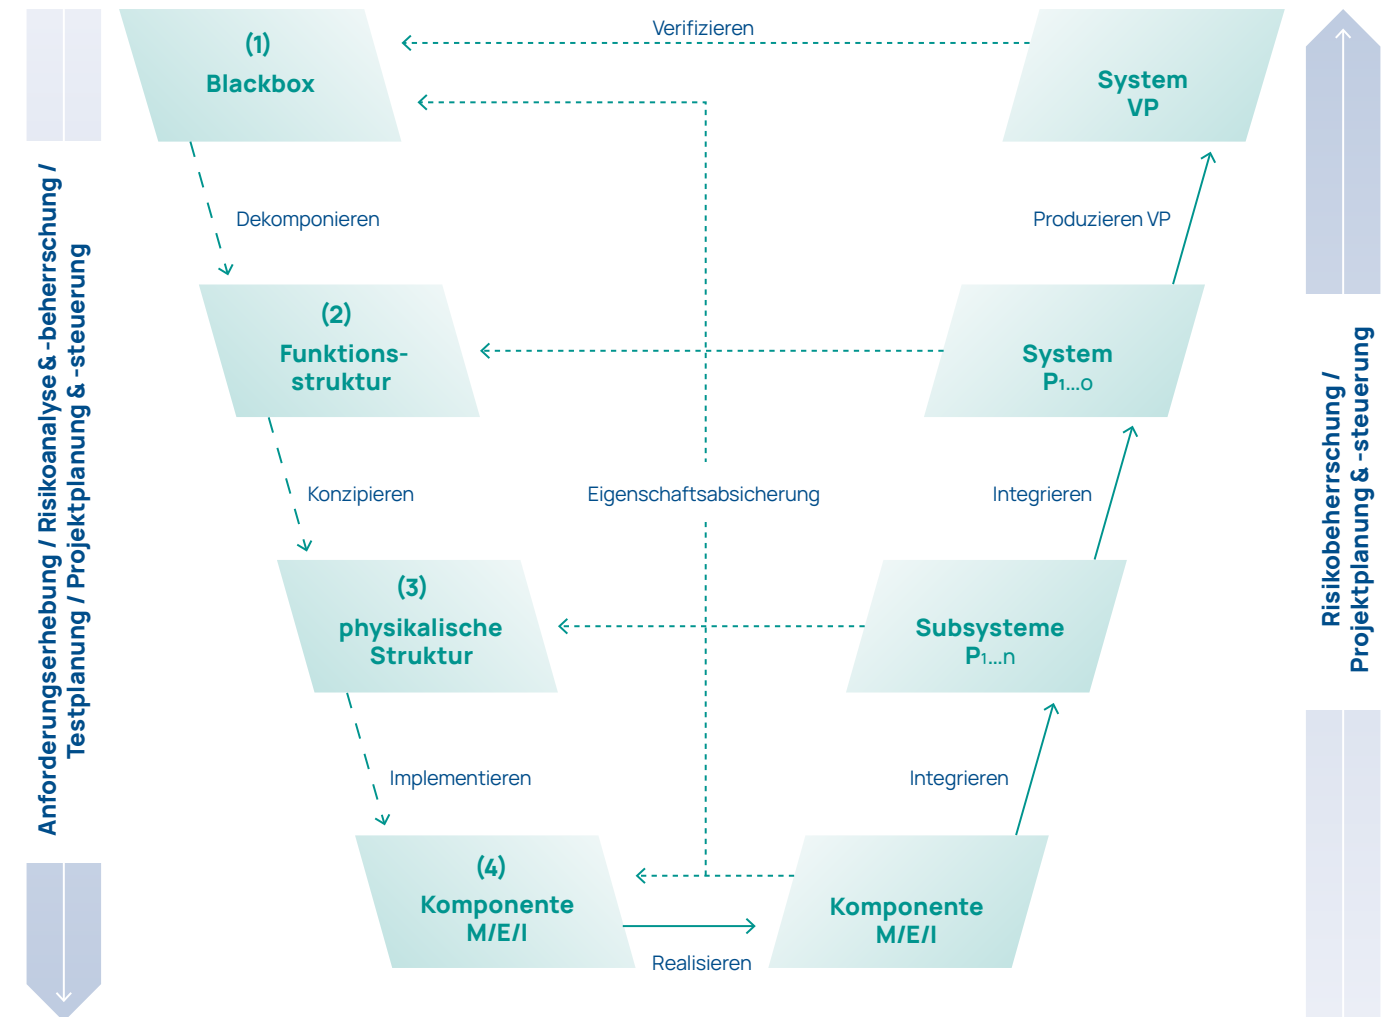 Verifizieren
(1)
Blackbox
System
VP
Dekomponieren
Produzieren VP
(2)
Funktions-
struktur
System
P₁...o
Konzipieren
Eigenschaftsabsicherung
Integrieren
(3)
physikalische
Struktur
Subsysteme
P₁...n
Implementieren
Integrieren
(4)
Komponente
M/E/I
Komponente
M/E/I
Realisieren
Anforderungserhebung / Risikoanalyse & -beherrschung /
Testplanung / Projektplanung & -steuerung
Risikobeherrschung /
Projektplanung & -steuerung